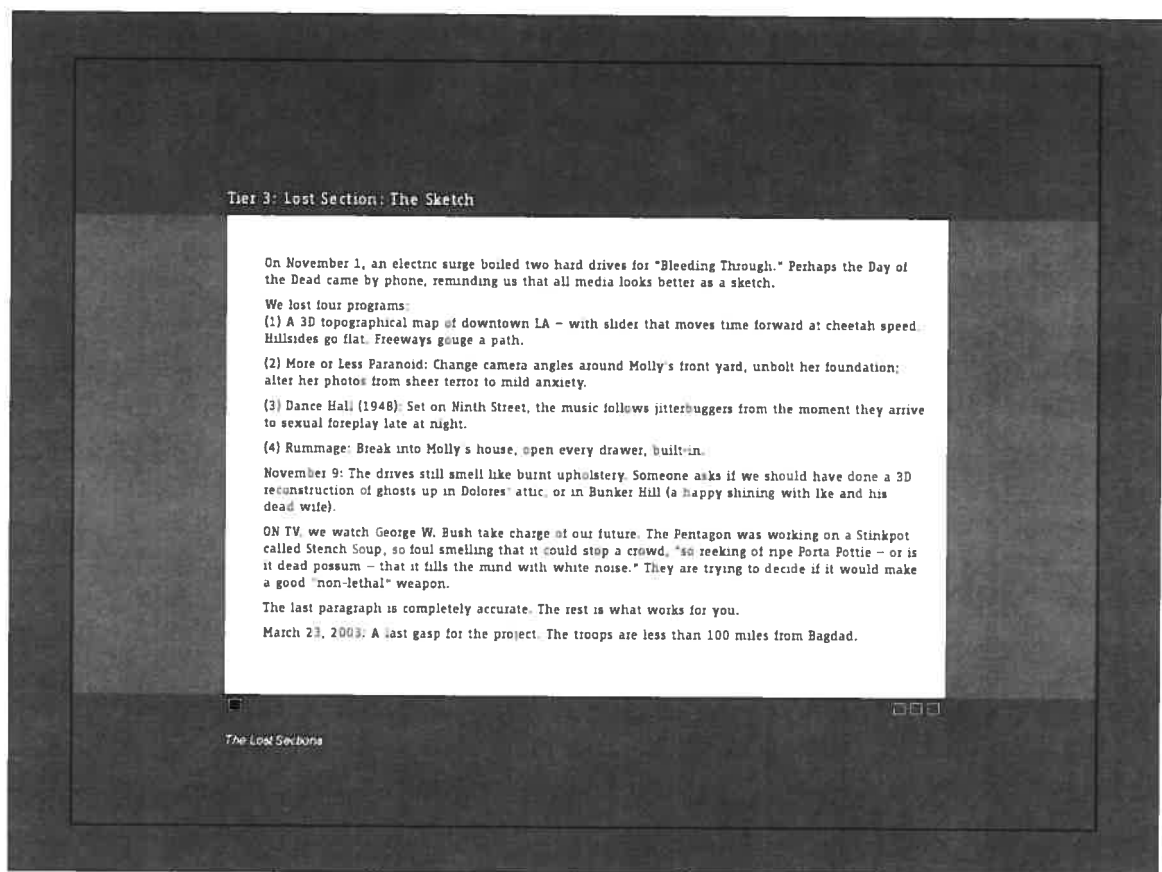 Tier 3: Lost Section: The Sketch
On November 1, an electric surge boiled two hard drives for "Bleeding Through." Perhaps the Day of
the Dead came by phone, reminding us that all media looks better as a sketch.
We lost four programs:
(1) A 3D topographical map of downtown LA – with slider that moves time forward at cheetah speed.
Hillsides go flat. Freeways gouge a path.
(2) More or Less Paranoid: Change camera angles around Molly's front yard, unbolt her foundation;
alter her photos from sheer terror to mild anxiety.
(3) Dance Hall (1948): Set on Ninth Street, the music follows jitterbuggers from the moment they arrive
to sexual foreplay late at night.
(4) Rummage: Break into Molly's house, open every drawer, built-in.
November 9: The drives still smell like burnt upholstery. Someone asks if we should have done a 3D
reconstruction of ghosts up in Dolores' attic, or in Bunker Hill (a happy shining with Ike and his
dead wife).
ON TV, we watch George W. Bush take charge of our future. The Pentagon was working on a Stinkpot
called Stench Soup, so foul smelling that it could stop a crowd, "so reeking of ripe Porta Pottie – or is
it dead possum – that it fills the mind with white noise." They are trying to decide if it would make
a good "non-lethal" weapon.
The last paragraph is completely accurate. The rest is what works for you.
March 23, 2003: A last gasp for the project. The troops are less than 100 miles from Bagdad.
The Lost Sections